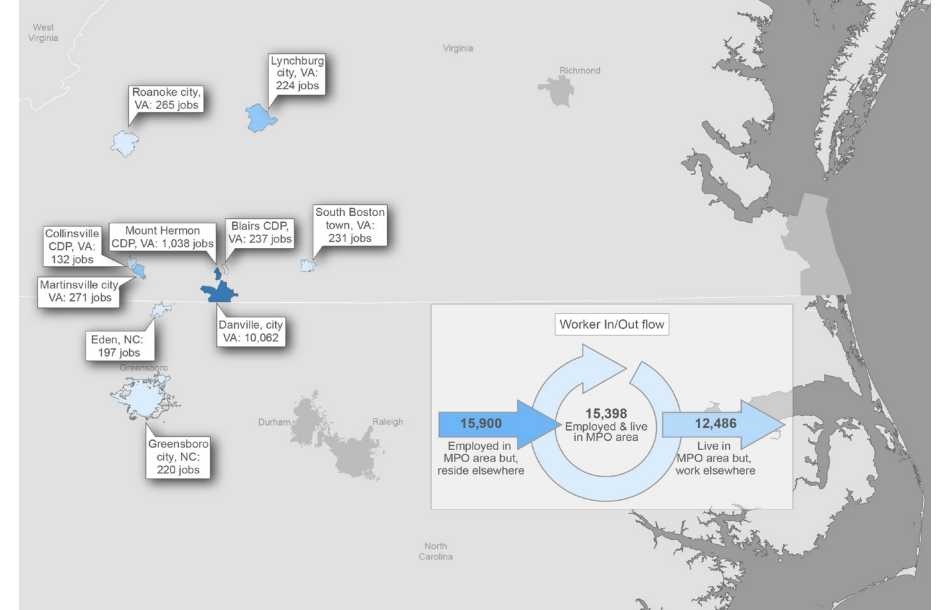 West
Virginia
Virginia
Richmond
Lynchburg
city, VA:
224 jobs
Roanoke city,
VA: 265 jobs
Collinsville
CDP, VA:
132 jobs
Mount Hermon
CDP, VA: 1,038 jobs
Blairs CDP,
VA: 237 jobs
South Boston
town, VA:
231 jobs
Martinsville city
VA: 271 jobs
Danville, city
VA: 10,062
Eden, NC:
197 jobs
Greensboro
Durham
Raleigh
Greensboro
city, NC:
220 jobs
North
Carolina
Worker In/Out flow
15,900
Employed in
MPO area but,
reside elsewhere
15,398
Employed & live
in MPO area
12,486
Live in
MPO area but,
work elsewhere